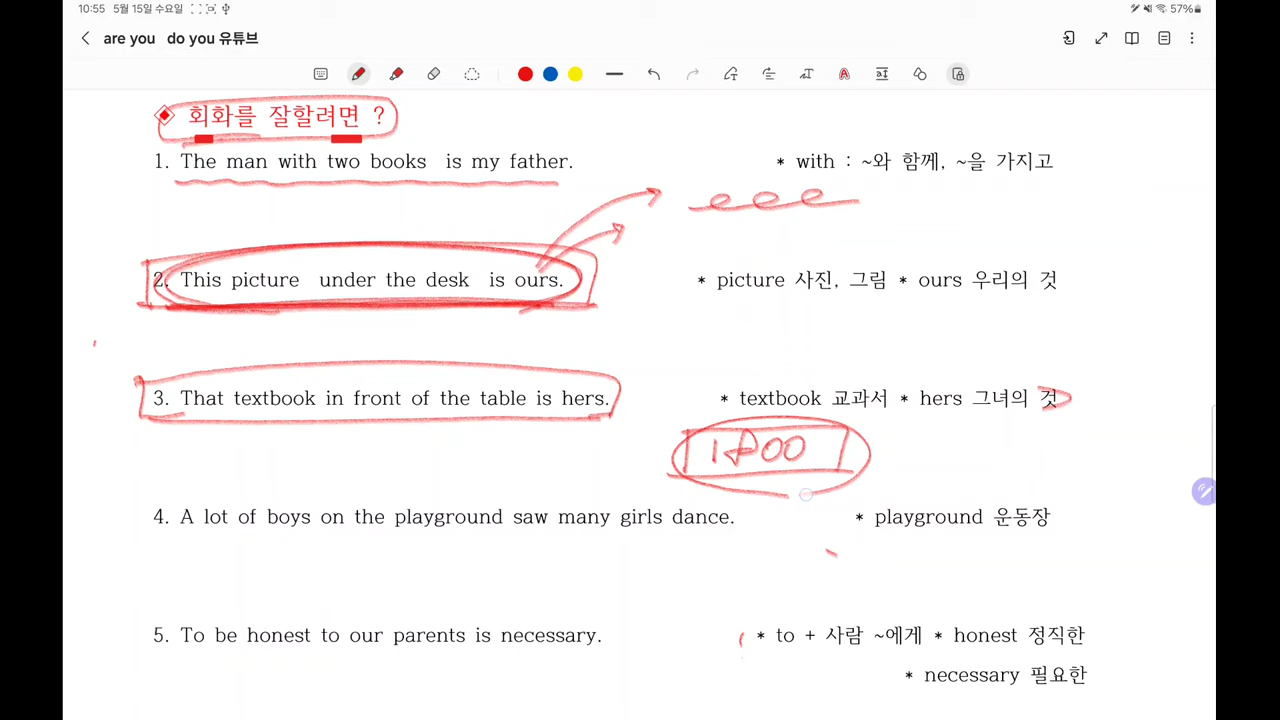 10:55 5월 15일 수요일 57%
are you do you 유튜브
회화를 잘할려면 ?
1. The man with two books is my father. * with : ~와 함께, ~을 가지고
2. This picture under the desk is ours. * picture 사진, 그림 * ours 우리의 것
3. That textbook in front of the table is hers. * textbook 교과서 * hers 그녀의 것
1800
4. A lot of boys on the playground saw many girls dance. * playground 운동장
5. To be honest to our parents is necessary. * to + 사람 ~에게 * honest 정직한
* necessary 필요한